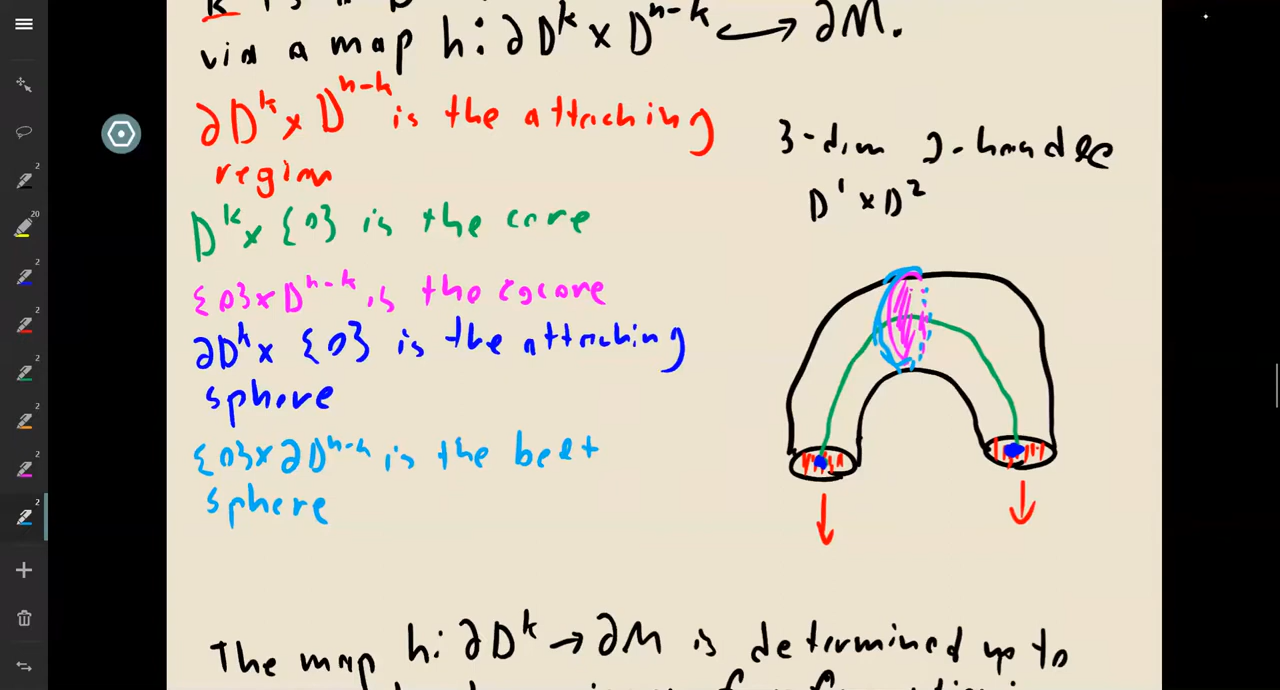 via a map h: ∂D^k × D^{n-k} ↪ ∂M.
∂D^k × D^{n-k} is the attaching
region
D^k × {0} is the core
{0} × D^{n-k} is the cocore
∂D^k × {0} is the attaching
sphere
{0} × ∂D^{n-k} is the belt
sphere
3-dim 1-handle
D^1 × D^2
The map h: ∂D^k → ∂M is determined up to